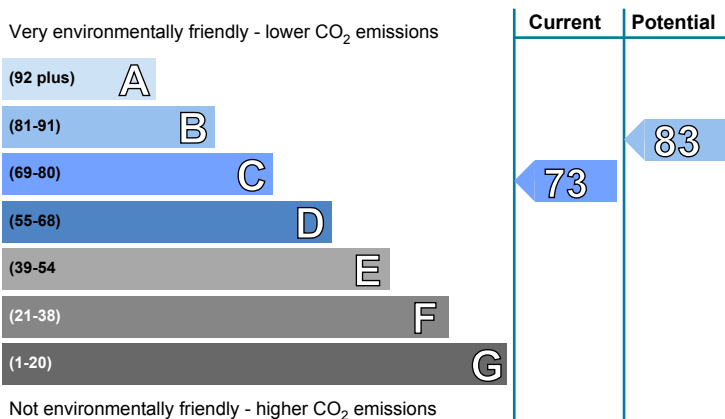 Very environmentally friendly - lower CO2 emissions
Current
Potential
(92 plus) A
(81-91) B
(69-80) C
(55-68) D
(39-54 E
(21-38) F
(1-20) G
73
83
Not environmentally friendly - higher CO2 emissions